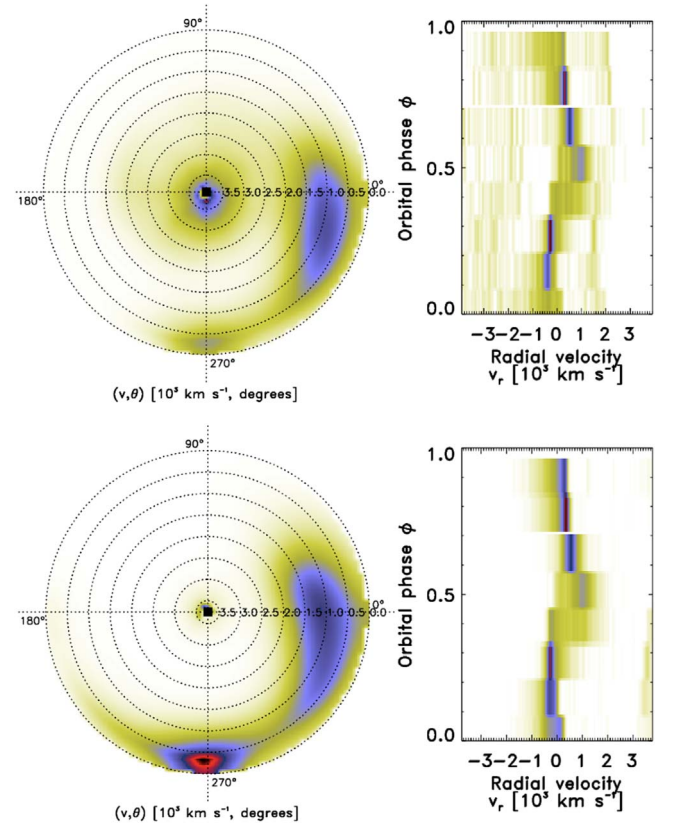 90°
180°
3.5 3.0 2.5 2.0 1.5 1.0 0.5 0.0
0°
270°
(v,θ) [10³ km s⁻¹, degrees]
1.0
0.5
0.0
Orbital phase ϕ
−3−2−1 0 1 2 3
Radial velocity
vᵣ [10³ km s⁻¹]
90°
180°
3.5 3.0 2.5 2.0 1.5 1.0 0.5 0.0
0°
270°
(v,θ) [10³ km s⁻¹, degrees]
1.0
0.5
0.0
Orbital phase ϕ
−3−2−1 0 1 2 3
Radial velocity
vᵣ [10³ km s⁻¹]